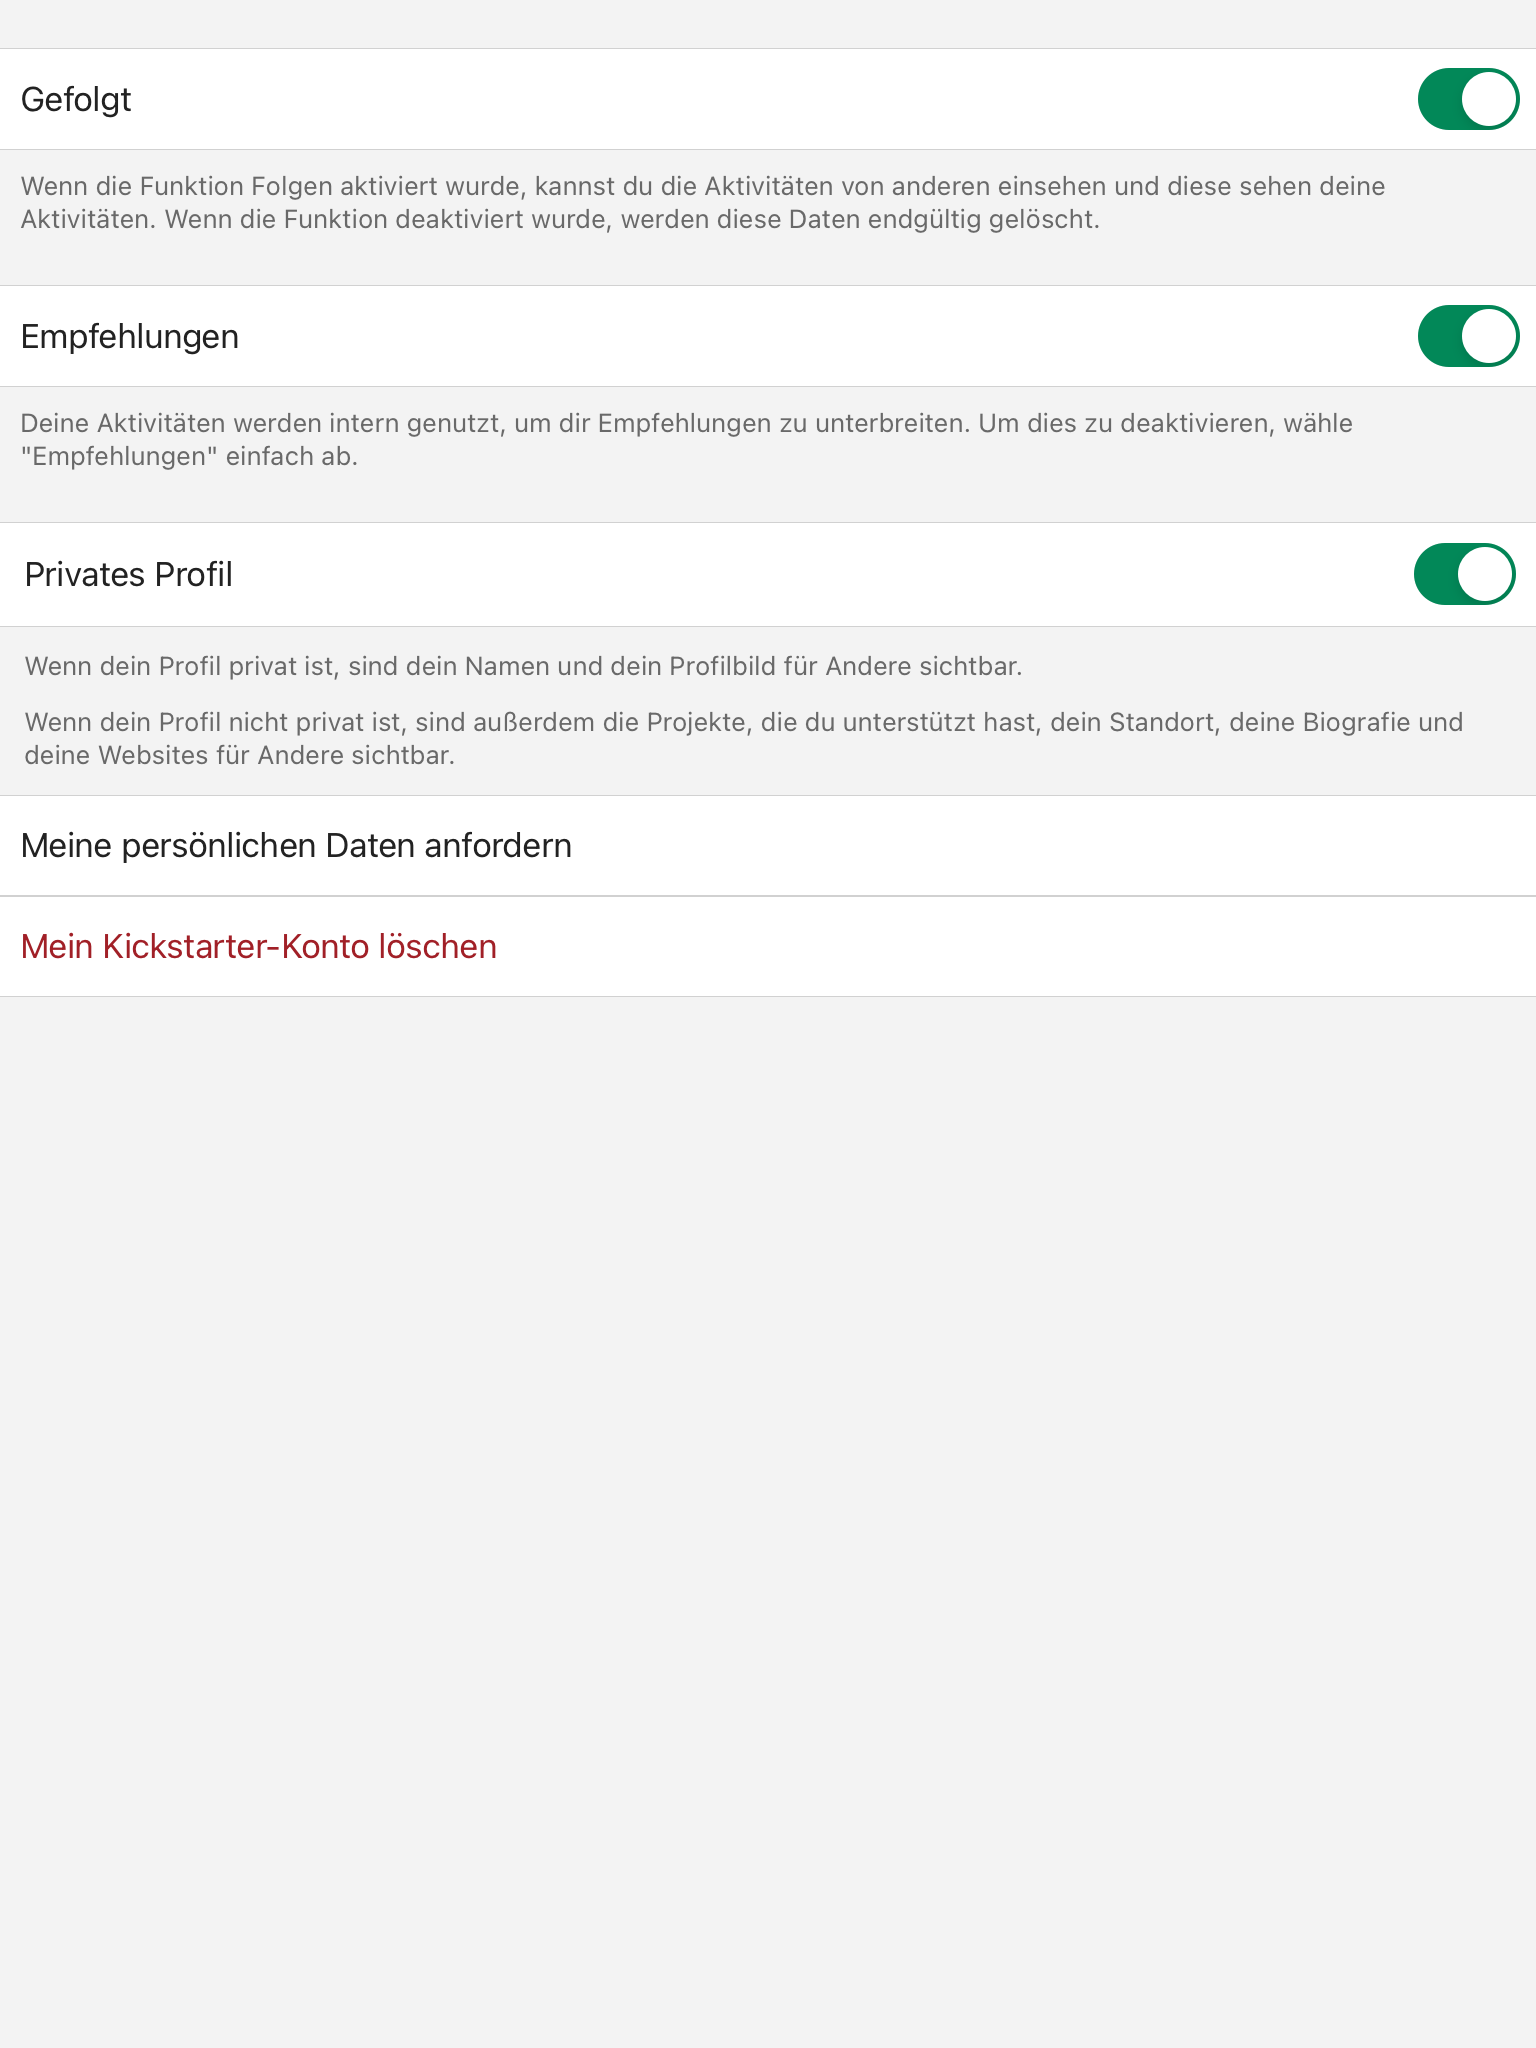 Gefolgt
Wenn die Funktion Folgen aktiviert wurde, kannst du die Aktivitäten von anderen einsehen und diese sehen deine
Aktivitäten. Wenn die Funktion deaktiviert wurde, werden diese Daten endgültig gelöscht.
Empfehlungen
Deine Aktivitäten werden intern genutzt, um dir Empfehlungen zu unterbreiten. Um dies zu deaktivieren, wähle
"Empfehlungen" einfach ab.
Privates Profil
Wenn dein Profil privat ist, sind dein Namen und dein Profilbild für Andere sichtbar.
Wenn dein Profil nicht privat ist, sind außerdem die Projekte, die du unterstützt hast, dein Standort, deine Biografie und
deine Websites für Andere sichtbar.
Meine persönlichen Daten anfordern
Mein Kickstarter-Konto löschen